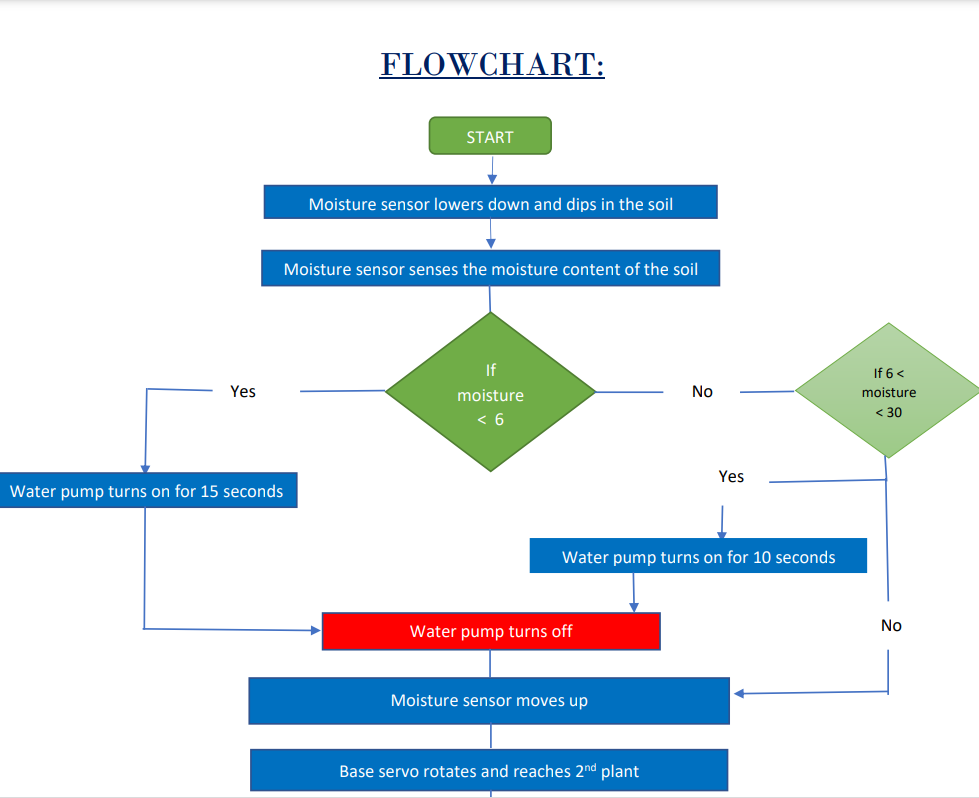 FLOWCHART:
START
Moisture sensor lowers down and dips in the soil
Moisture sensor senses the moisture content of the soil
If
moisture
< 6
Yes
No
If 6 <
moisture
< 30
Water pump turns on for 15 seconds
Yes
Water pump turns on for 10 seconds
Water pump turns off
No
Moisture sensor moves up
Base servo rotates and reaches 2nd plant